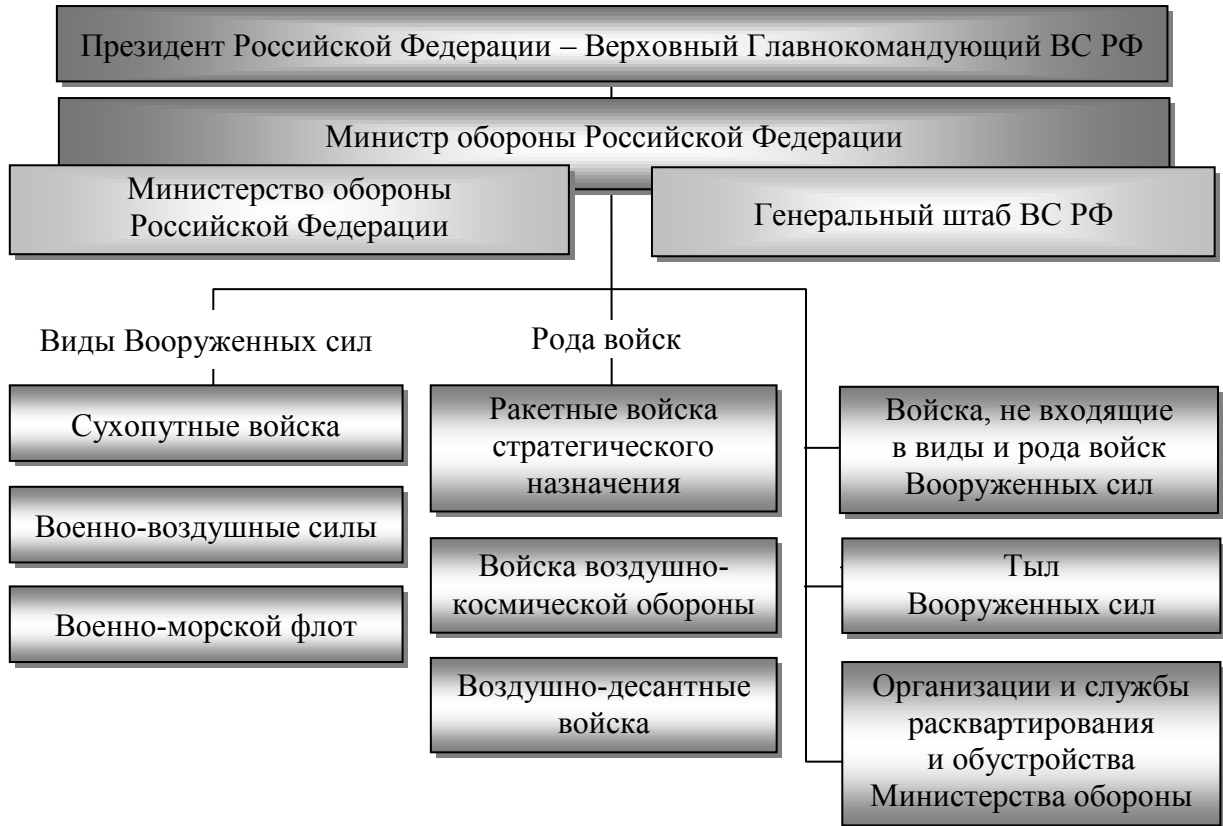 Президент Российской Федерации – Верховный Главнокомандующий ВС РФ
Министр обороны Российской Федерации
Министерство обороны
Российской Федерации
Генеральный штаб ВС РФ
Виды Вооруженных сил
Сухопутные войска
Военно-воздушные силы
Военно-морской флот
Рода войск
Ракетные войска
стратегического
назначения
Войска воздушно-
космической обороны
Воздушно-десантные
войска
Войска, не входящие
в виды и рода войск
Вооруженных сил
Тыл
Вооруженных сил
Организации и службы
расквартирования
и обустройства
Министерства обороны